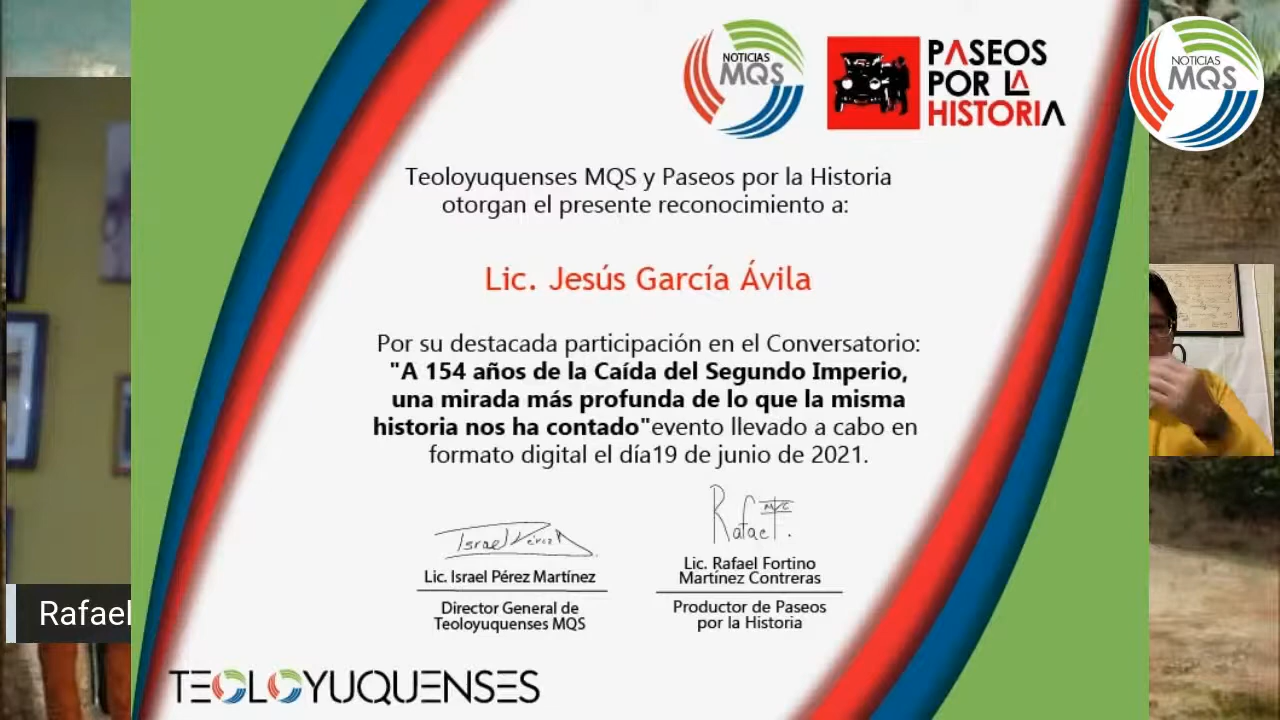 NOTICIAS
MQS
PASEOS
POR LA
HISTORIA
NOTICIAS
MQS
Teoloyuquenses MQS y Paseos por la Historia
otorgan el presente reconocimiento a:
Lic. Jesús García Ávila
Por su destacada participación en el Conversatorio:
"A 154 años de la Caída del Segundo Imperio,
una mirada más profunda de lo que la misma
historia nos ha contado"evento llevado a cabo en
formato digital el día19 de junio de 2021.
Israel Pérez M
Rafael F.
Lic. Israel Pérez Martínez
Lic. Rafael Fortino
Martínez Contreras
Director General de
Teoloyuquenses MQS
Productor de Paseos
por la Historia
Rafael
TEOLOYUQUENSES